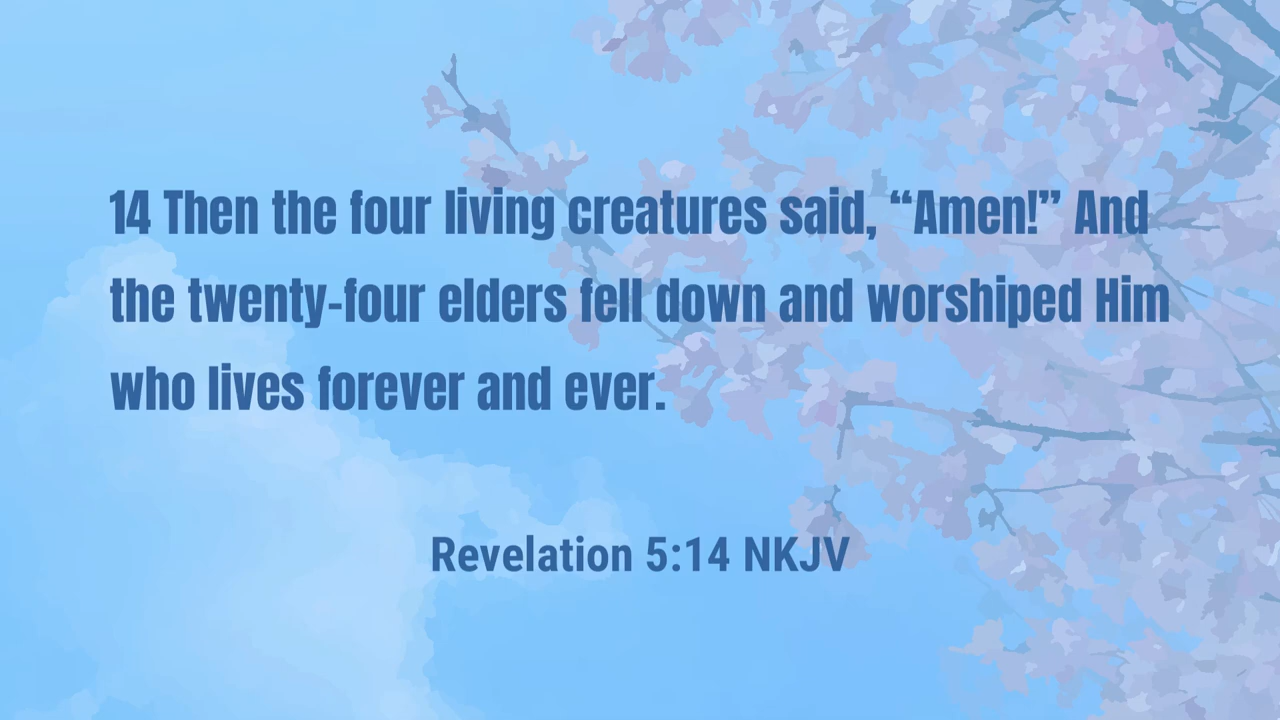 14 Then the four living creatures said, “Amen!” And
the twenty-four elders fell down and worshiped Him
who lives forever and ever.
Revelation 5:14 NKJV